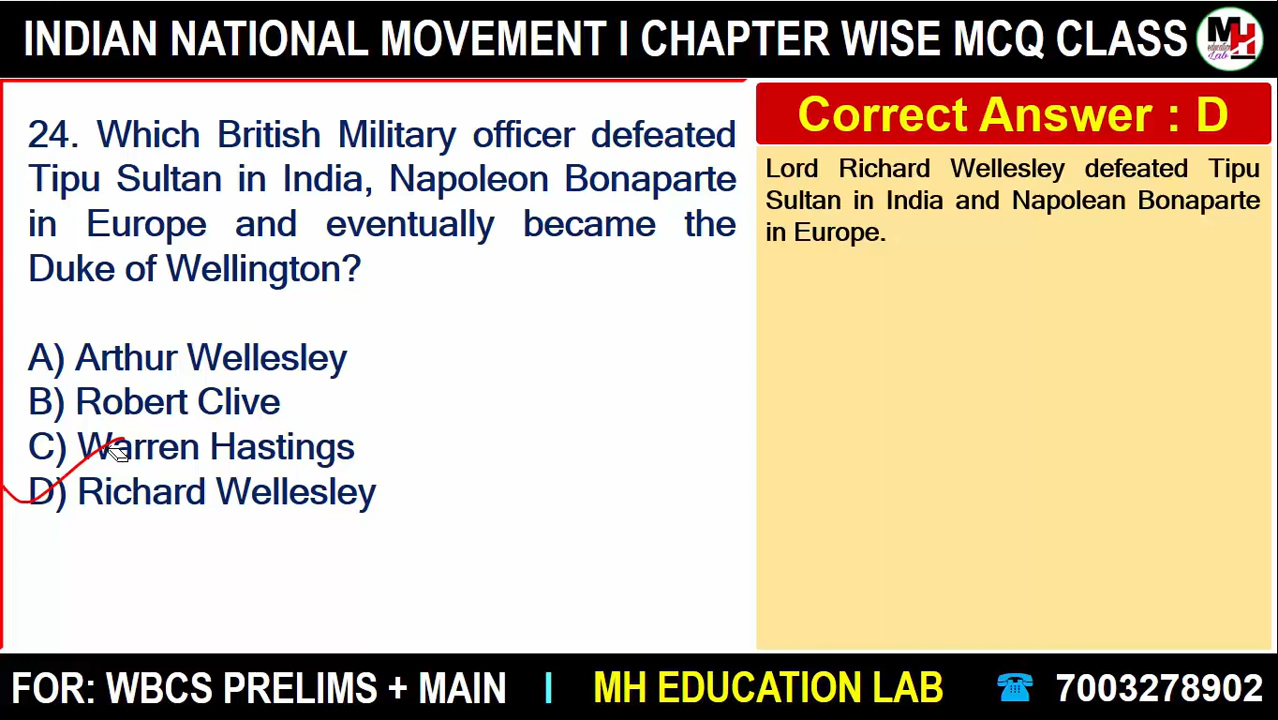 INDIAN NATIONAL MOVEMENT I CHAPTER WISE MCQ CLASS
MH
education
Lab
24. Which British Military officer defeated
Tipu Sultan in India, Napoleon Bonaparte
in Europe and eventually became the
Duke of Wellington?
A) Arthur Wellesley
B) Robert Clive
C) Warren Hastings
D) Richard Wellesley
Correct Answer : D
Lord Richard Wellesley defeated Tipu
Sultan in India and Napolean Bonaparte
in Europe.
FOR: WBCS PRELIMS + MAIN I MH EDUCATION LAB ☎ 7003278902